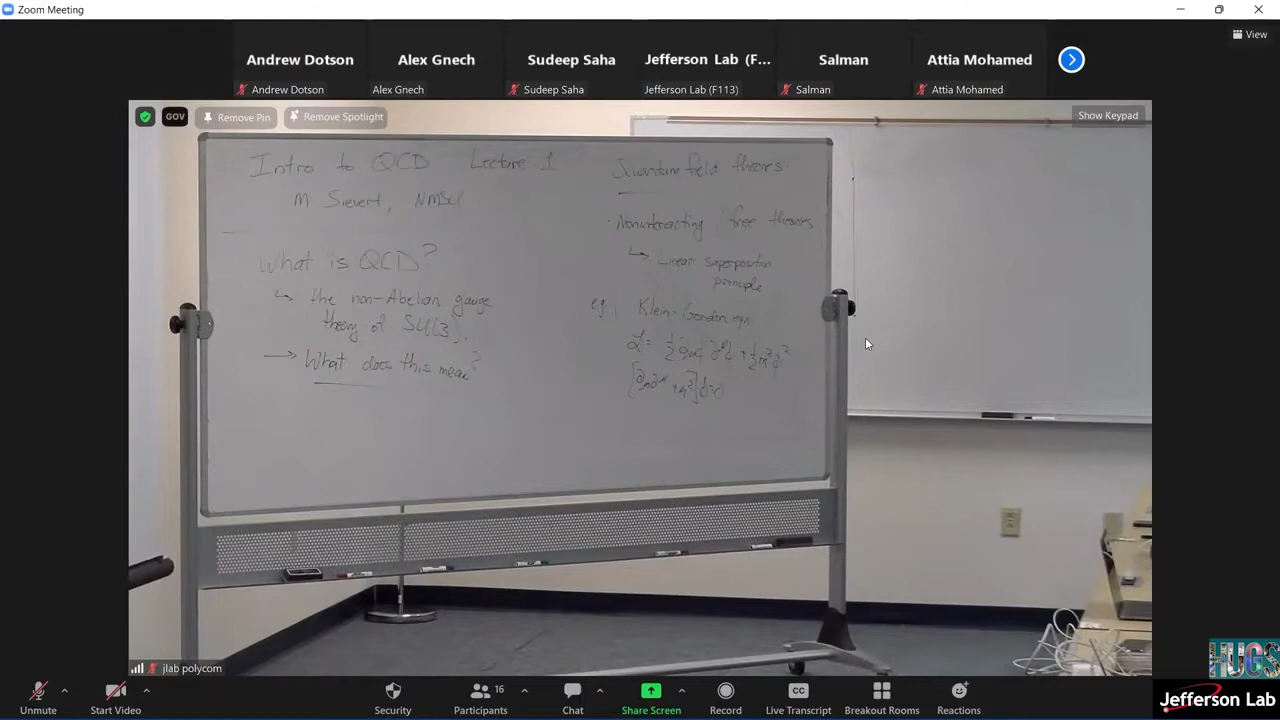 Zoom Meeting
View
Andrew Dotson
Alex Gnech
Sudeep Saha
Jefferson Lab (F...
Salman
Attia Mohamed
Andrew Dotson
Alex Gnech
Sudeep Saha
Jefferson Lab (F113)
Salman
Attia Mohamed
GOV
Remove Pin
Remove Spotlight
Show Keypad
Intro to QCD Lecture 1
M Sievert, NMSU
What is QCD?
↳ the non-Abelian gauge
theory of SU(3).
→ What does this mean?
Quantum field theories:
· Noninteracting / free theories
↳ Linear superposition
principle
eg, Klein-Gordon eqn
jlab polycom
HUGS
Jefferson Lab
Unmute
Start Video
Security
Participants
16
Chat
Share Screen
Record
CC
Live Transcript
Breakout Rooms
Reactions